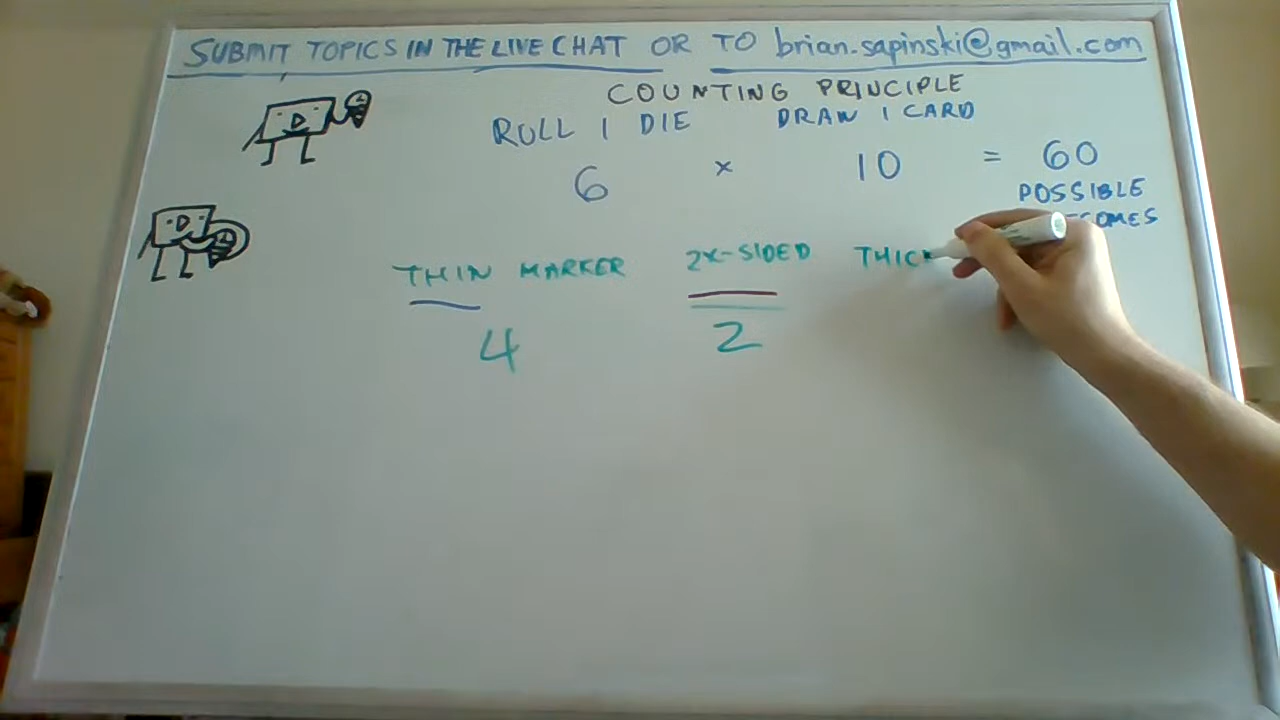 SUBMIT TOPICS IN THE LIVE CHAT OR TO brian.sapinski@gmail.com
COUNTING PRINCIPLE
ROLL 1 DIE DRAW 1 CARD
6 × 10 = 60
POSSIBLE
THIN MARKER 2X-SIDED THICK
4 2